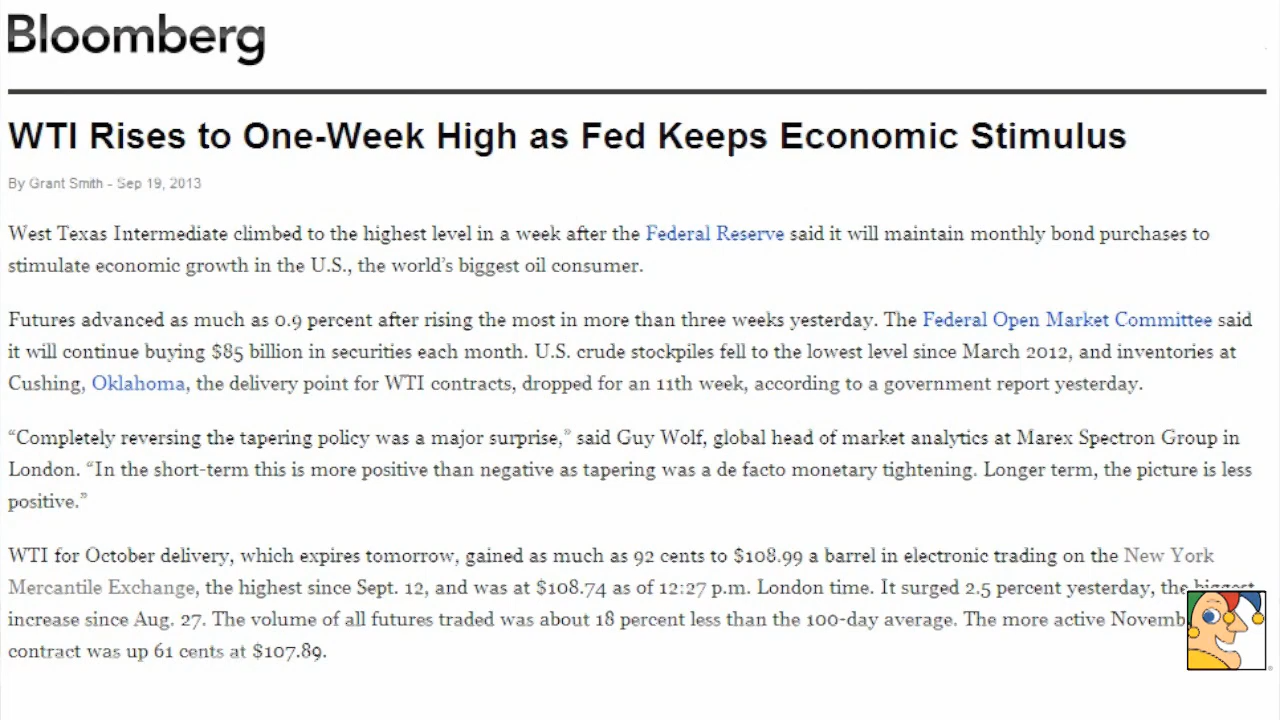 Bloomberg
WTI Rises to One-Week High as Fed Keeps Economic Stimulus
By Grant Smith - Sep 19, 2013
West Texas Intermediate climbed to the highest level in a week after the Federal Reserve said it will maintain monthly bond purchases to
stimulate economic growth in the U.S., the world's biggest oil consumer.
Futures advanced as much as 0.9 percent after rising the most in more than three weeks yesterday. The Federal Open Market Committee said
it will continue buying $85 billion in securities each month. U.S. crude stockpiles fell to the lowest level since March 2012, and inventories at
Cushing, Oklahoma, the delivery point for WTI contracts, dropped for an 11th week, according to a government report yesterday.
“Completely reversing the tapering policy was a major surprise,” said Guy Wolf, global head of market analytics at Marex Spectron Group in
London. “In the short-term this is more positive than negative as tapering was a de facto monetary tightening. Longer term, the picture is less
positive.”
WTI for October delivery, which expires tomorrow, gained as much as 92 cents to $108.99 a barrel in electronic trading on the New York
Mercantile Exchange, the highest since Sept. 12, and was at $108.74 as of 12:27 p.m. London time. It surged 2.5 percent yesterday, the biggest
increase since Aug. 27. The volume of all futures traded was about 18 percent less than the 100-day average. The more active Novemb
contract was up 61 cents at $107.89.